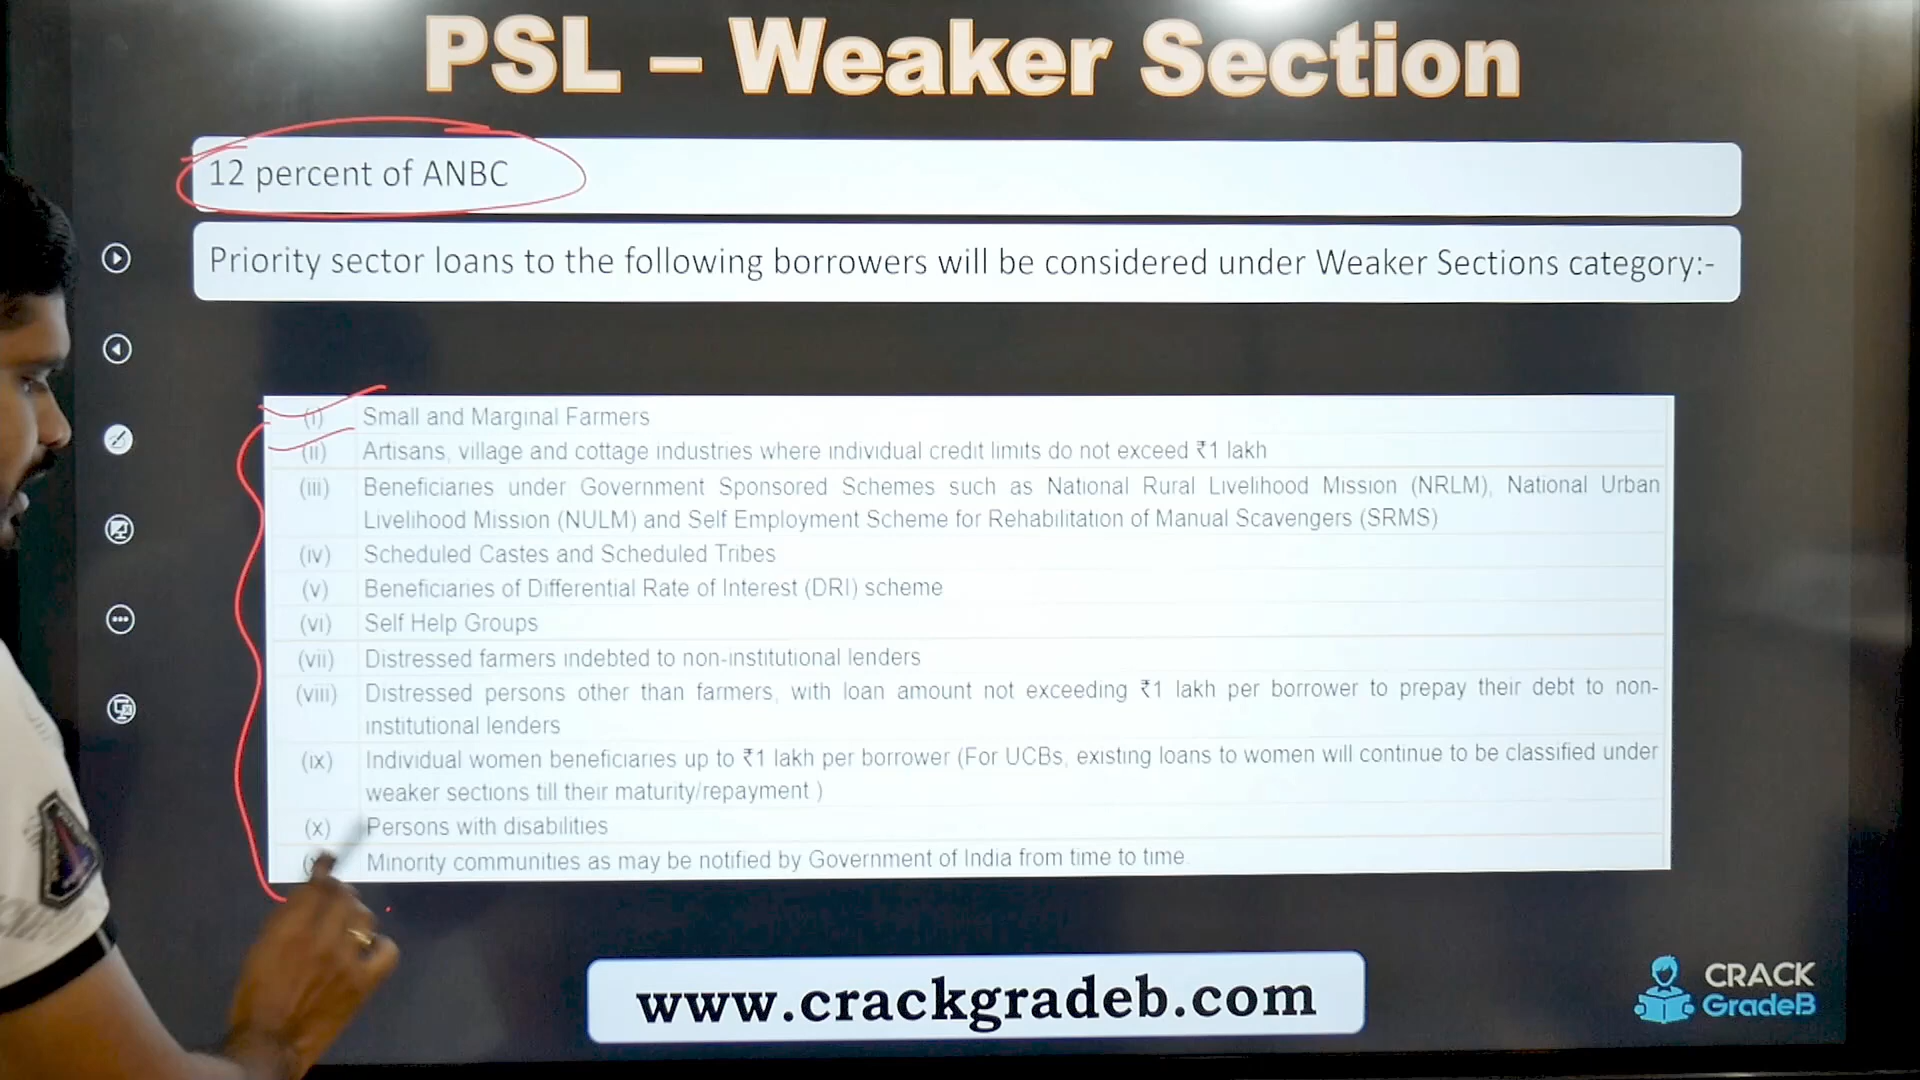 PSL – Weaker Section
12 percent of ANBC
Priority sector loans to the following borrowers will be considered under Weaker Sections category:-
(i) Small and Marginal Farmers
(ii) Artisans, village and cottage industries where individual credit limits do not exceed ₹1 lakh
(iii) Beneficiaries under Government Sponsored Schemes such as National Rural Livelihood Mission (NRLM), National Urban
Livelihood Mission (NULM) and Self Employment Scheme for Rehabilitation of Manual Scavengers (SRMS)
(iv) Scheduled Castes and Scheduled Tribes
(v) Beneficiaries of Differential Rate of Interest (DRI) scheme
(vi) Self Help Groups
(vii) Distressed farmers indebted to non-institutional lenders
(viii) Distressed persons other than farmers, with loan amount not exceeding ₹1 lakh per borrower to prepay their debt to non-
institutional lenders
(ix) Individual women beneficiaries up to ₹1 lakh per borrower (For UCBs, existing loans to women will continue to be classified under
weaker sections till their maturity/repayment )
(x) Persons with disabilities
Minority communities as may be notified by Government of India from time to time.
www.crackgradeb.com
CRACK
GradeB